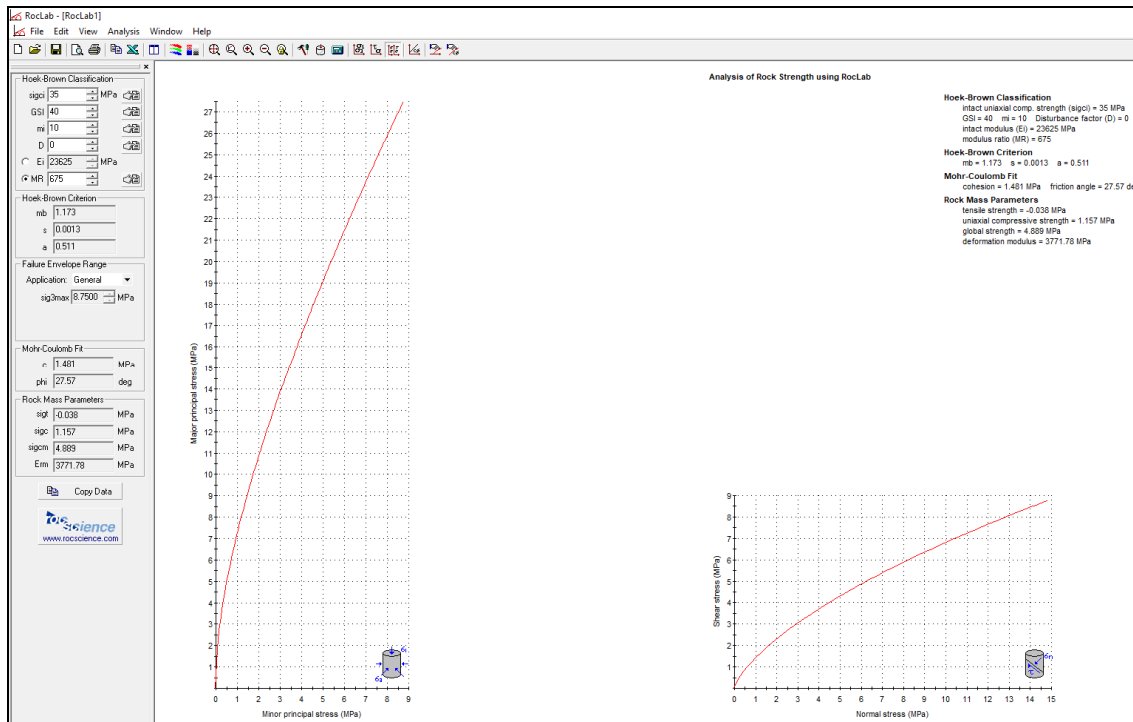 RocLab - [RocLab1]
File Edit View Analysis Window Help
Hoek-Brown Classification
sigci 35 MPa
GSI 40
mi 10
D 0
Ei 23625 MPa
MR 675
Hoek-Brown Criterion
mb 1.173
s 0.0013
a 0.511
Failure Envelope Range
Application: General
sig3max 8.7500 MPa
Mohr-Coulomb Fit
c 1.481 MPa
phi 27.57 deg
Rock Mass Parameters
sigt -0.038 MPa
sigc 1.157 MPa
sigcm 4.889 MPa
Erm 3771.78 MPa
Copy Data
rocscience
www.rocscience.com
Analysis of Rock Strength using RocLab
Hoek-Brown Classification
intact uniaxial comp. strength (sigci) = 35 MPa
GSI = 40 mi = 10 Disturbance factor (D) = 0
intact modulus (Ei) = 23625 MPa
modulus ratio (MR) = 675
Hoek-Brown Criterion
mb = 1.173 s = 0.0013 a = 0.511
Mohr-Coulomb Fit
cohesion = 1.481 MPa friction angle = 27.57 de
Rock Mass Parameters
tensile strength = -0.038 MPa
uniaxial compressive strength = 1.157 MPa
global strength = 4.889 MPa
deformation modulus = 3771.78 MPa
Major principal stress (MPa)
27
26
25
24
23
22
21
20
19
18
17
16
15
14
13
12
11
10
9
8
7
6
5
4
3
2
1
0 1 2 3 4 5 6 7 8 9
Minor principal stress (MPa)
Shear stress (MPa)
9
8
7
6
5
4
3
2
1
0 1 2 3 4 5 6 7 8 9 10 11 12 13 14 15
Normal stress (MPa)